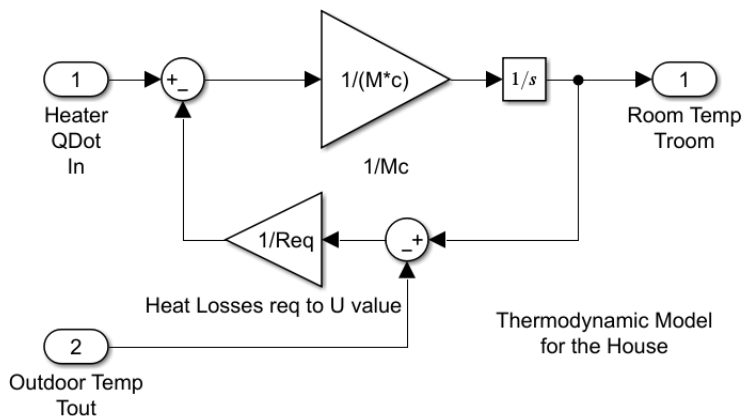 1
Heater
QDot
In
+
_
1/(M*c)
1/Mc
1/s
1
Room Temp
Troom
1/Req
Heat Losses req to U value
_
+
2
Outdoor Temp
Tout
Thermodynamic Model
for the House